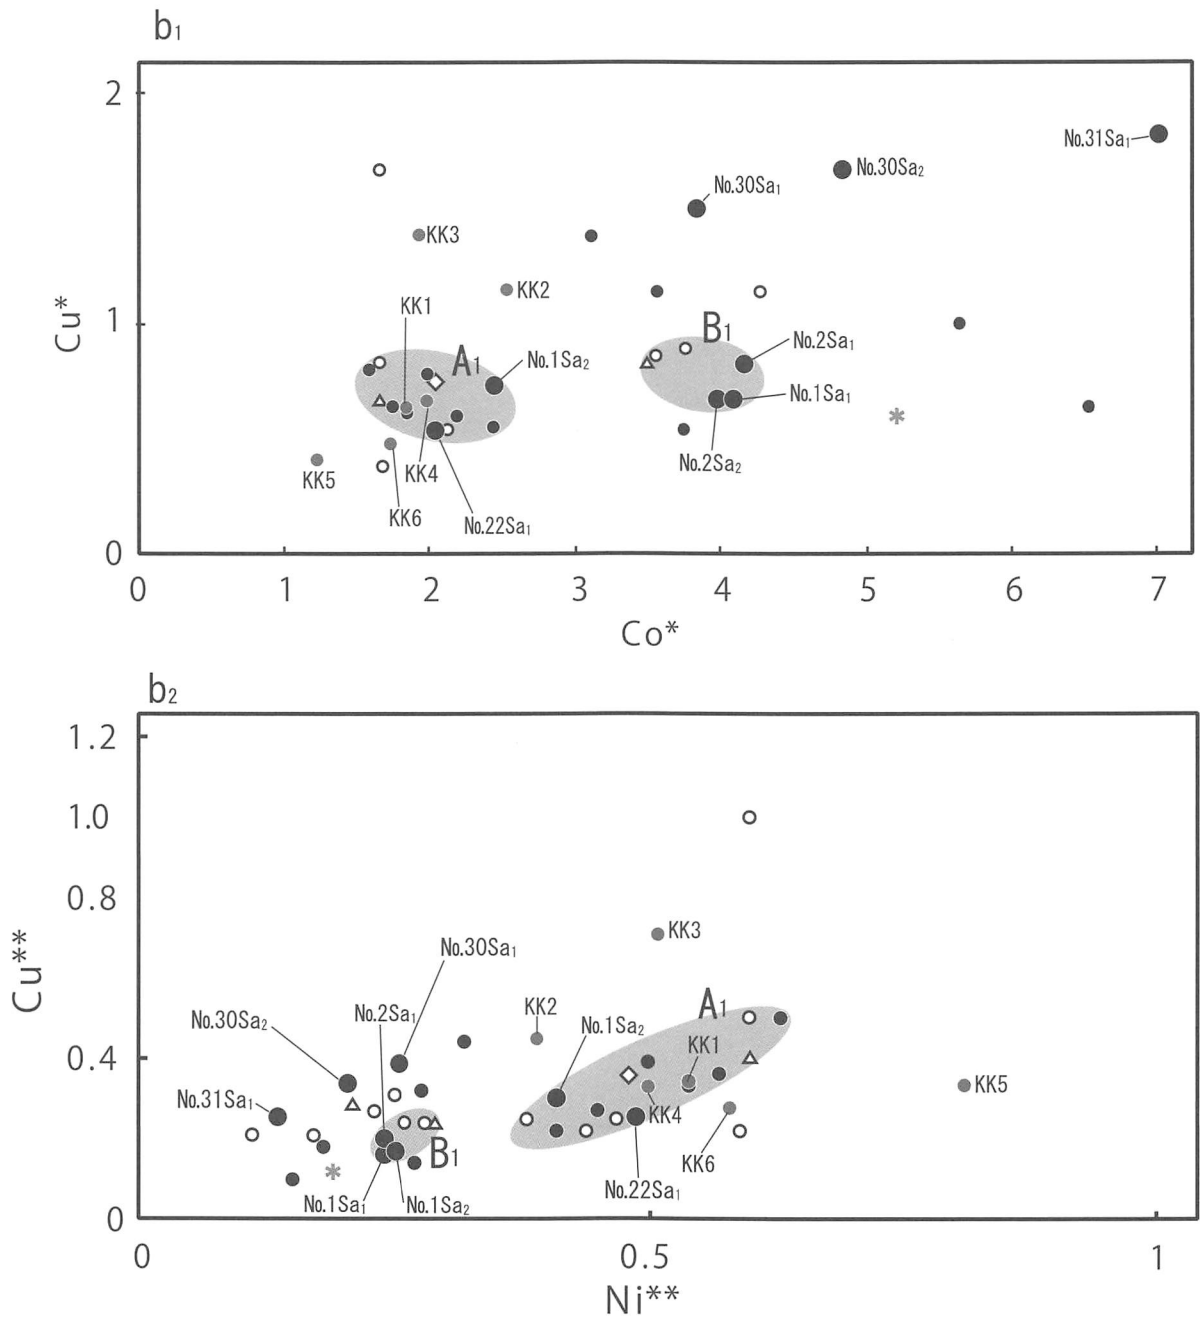 b₁
2
No.31Sa₁
No.30Sa₂
No.30Sa₁
KK3
KK2
Cu*
KK1
1
B₁
A₁
No.2Sa₁
No.1Sa₂
No.1Sa₁
*
KK5
KK4
No.2Sa₂
KK6
No.22Sa₁
0
0 1 2 3 4 5 6 7
Co*
b₂
1.2
1.0
0.8
KK3
No.30Sa₁
Cu**
A₁
KK2
No.2Sa₁
No.30Sa₂
No.1Sa₂
0.4
KK1
KK5
No.31Sa₁
KK4
B₁
KK6
*
No.22Sa₁
No.1Sa₁
No.1Sa₂
0
0 0.5 1
Ni**